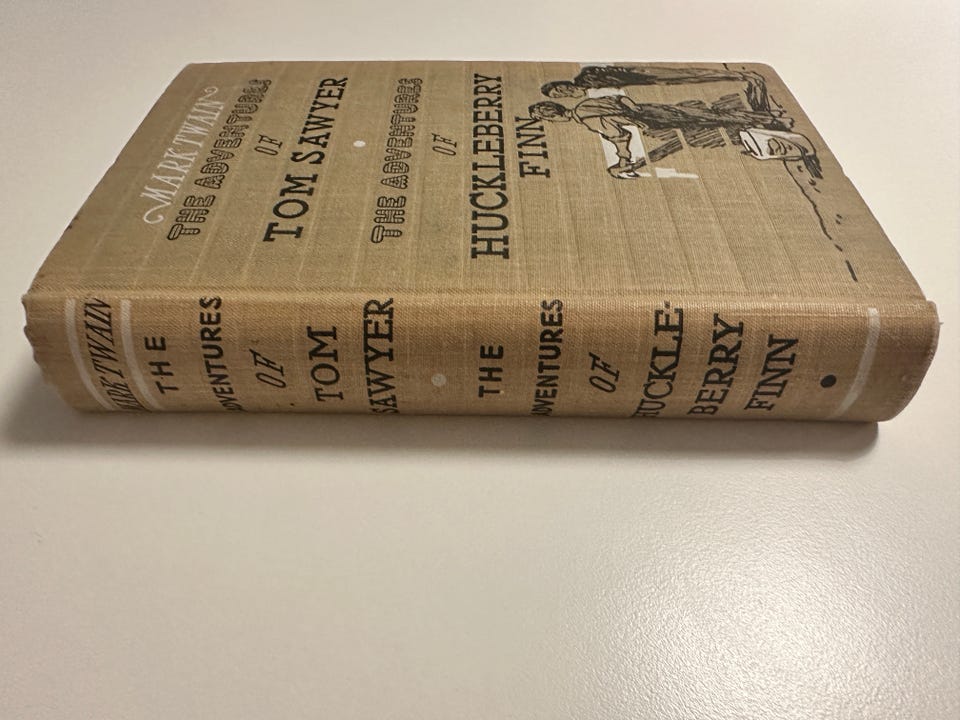 MARK TWAIN
THE ADVENTURES
OF
TOM SAWYER
THE ADVENTURES
OF
HUCKLEBERRY
FINN
MARK TWAIN
THE
ADVENTURES
OF
TOM
SAWYER
THE
ADVENTURES
OF
HUCKLE-
BERRY
FINN